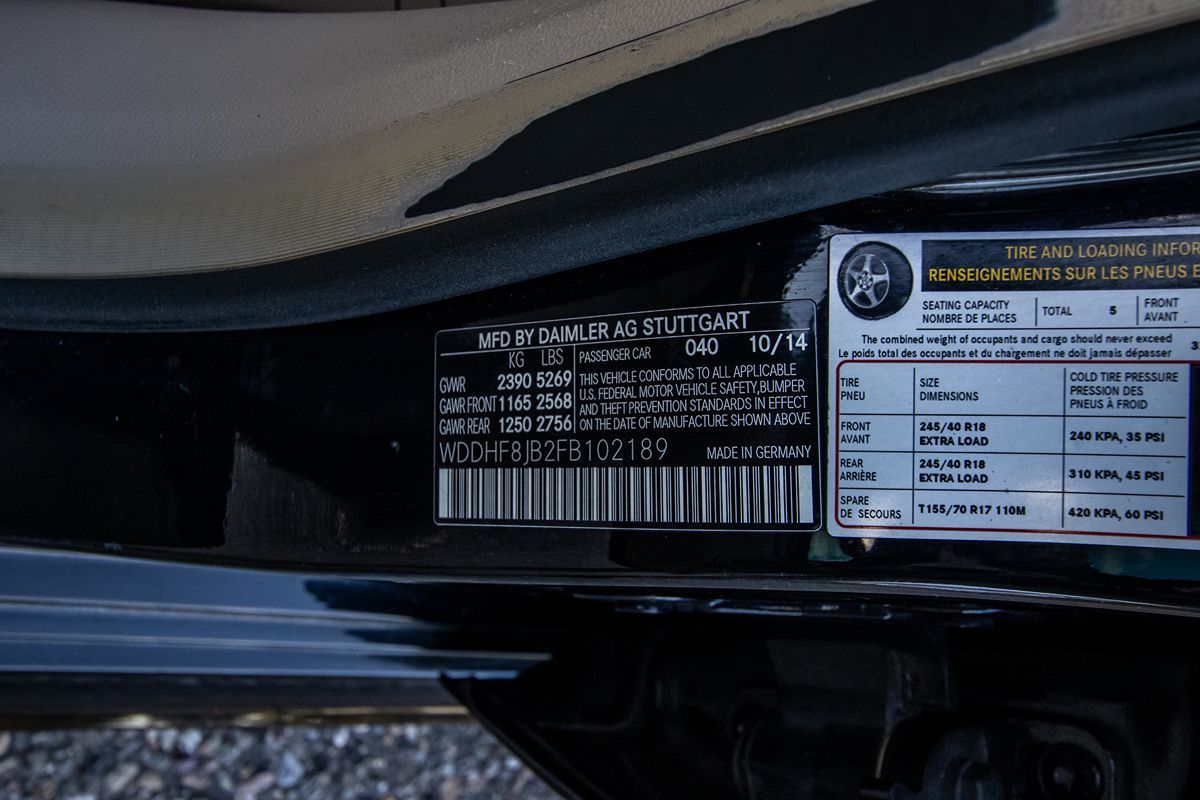 MFD BY DAIMLER AG STUTTGART
KG LBS PASSENGER CAR 040 10/14
GVWR 2390 5269
GAWR FRONT 1165 2568
GAWR REAR 1250 2756
THIS VEHICLE CONFORMS TO ALL APPLICABLE
U.S. FEDERAL MOTOR VEHICLE SAFETY, BUMPER
AND THEFT PREVENTION STANDARDS IN EFFECT
ON THE DATE OF MANUFACTURE SHOWN ABOVE
WDDHF8JB2FB102189 MADE IN GERMANY
TIRE AND LOADING INFOR
RENSEIGNEMENTS SUR LES PNEUS E
SEATING CAPACITY
NOMBRE DE PLACES
TOTAL 5
FRONT
AVANT
The combined weight of occupants and cargo should never exceed
Le poids total des occupants et du chargement ne doit jamais dépasser
TIRE
PNEU
SIZE
DIMENSIONS
COLD TIRE PRESSURE
PRESSION DES
PNEUS À FROID
FRONT
AVANT
245/40 R18
EXTRA LOAD
240 KPA, 35 PSI
REAR
ARRIÈRE
245/40 R18
EXTRA LOAD
310 KPA, 45 PSI
SPARE
DE SECOURS
T155/70 R17 110M
420 KPA, 60 PSI